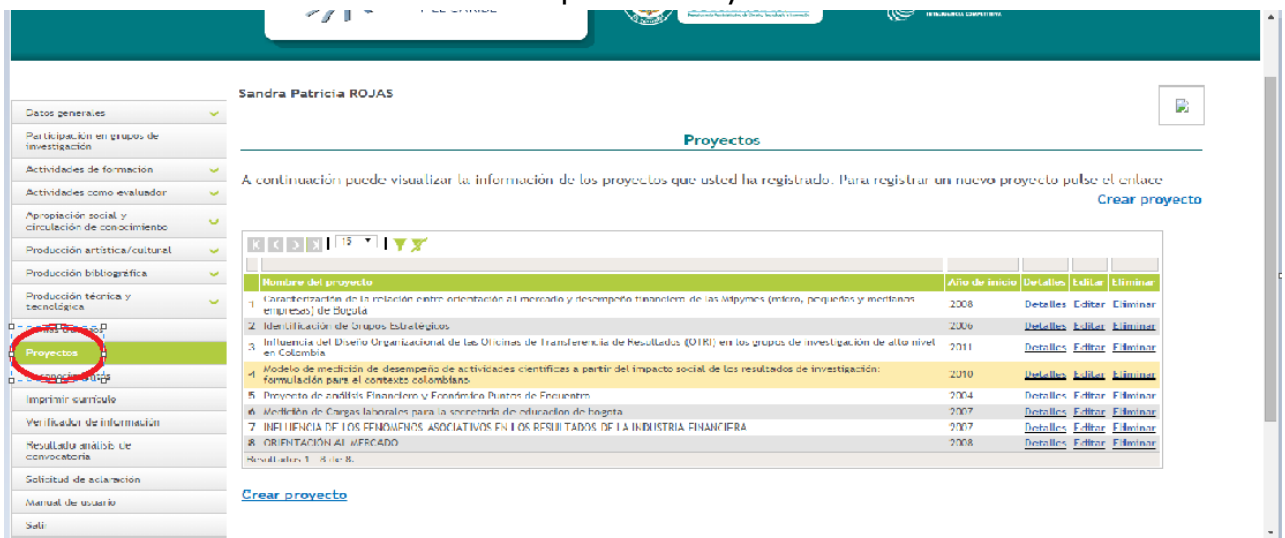 Y EL CARIBE
INTELIGENCIA COMPETITIVA
Sandra Patricia ROJAS
Datos generales
Participación en grupos de
investigación
Actividades de formación
Actividades como evaluador
Apropiación social y
circulación de conocimiento
Producción artística/cultural
Producción bibliográfica
Producción técnica y
tecnológica
Proyectos
Imprimir currículo
Verificador de información
Resultado análisis de
convocatoria
Solicitud de aclaración
Manual de usuario
Salir
Proyectos
A continuación puede visualizar la información de los proyectos que usted ha registrado. Para registrar un nuevo proyecto pulse el enlace
Crear proyecto
15
Nombre del proyecto Año de inicio Detalles Editar Eliminar
1 Caracterización de la relación entre orientación al mercado y desempeño financiero de las Mipymes (micro, pequeñas y medianas
empresas) de Bogota 2008 Detalles Editar Eliminar
2 Identificación de Grupos Estratégicos 2006 Detalles Editar Eliminar
3 Influencia del Diseño Organizacional de las Oficinas de Transferencia de Resultados (OTRI) en los grupos de investigación de alto nivel
en Colombia 2011 Detalles Editar Eliminar
4 Modelo de medición de desempeño de actividades científicas a partir del impacto social de los resultados de investigación:
formulación para el contexto colombiano 2010 Detalles Editar Eliminar
5 Proyecto de análisis Financiero y Económico Puntos de Encuentro 2004 Detalles Editar Eliminar
6 Medición de Cargas laborales para la secretaria de educacion de bogota 2007 Detalles Editar Eliminar
7 INFLUENCIA DE LOS FENOMENOS ASOCIATIVOS EN LOS RESULTADOS DE LA INDUSTRIA FINANCIERA 2007 Detalles Editar Eliminar
8 ORIENTACIÓN AL MERCADO 2008 Detalles Editar Eliminar
Resultados 1 - 8 de 8.
Crear proyecto